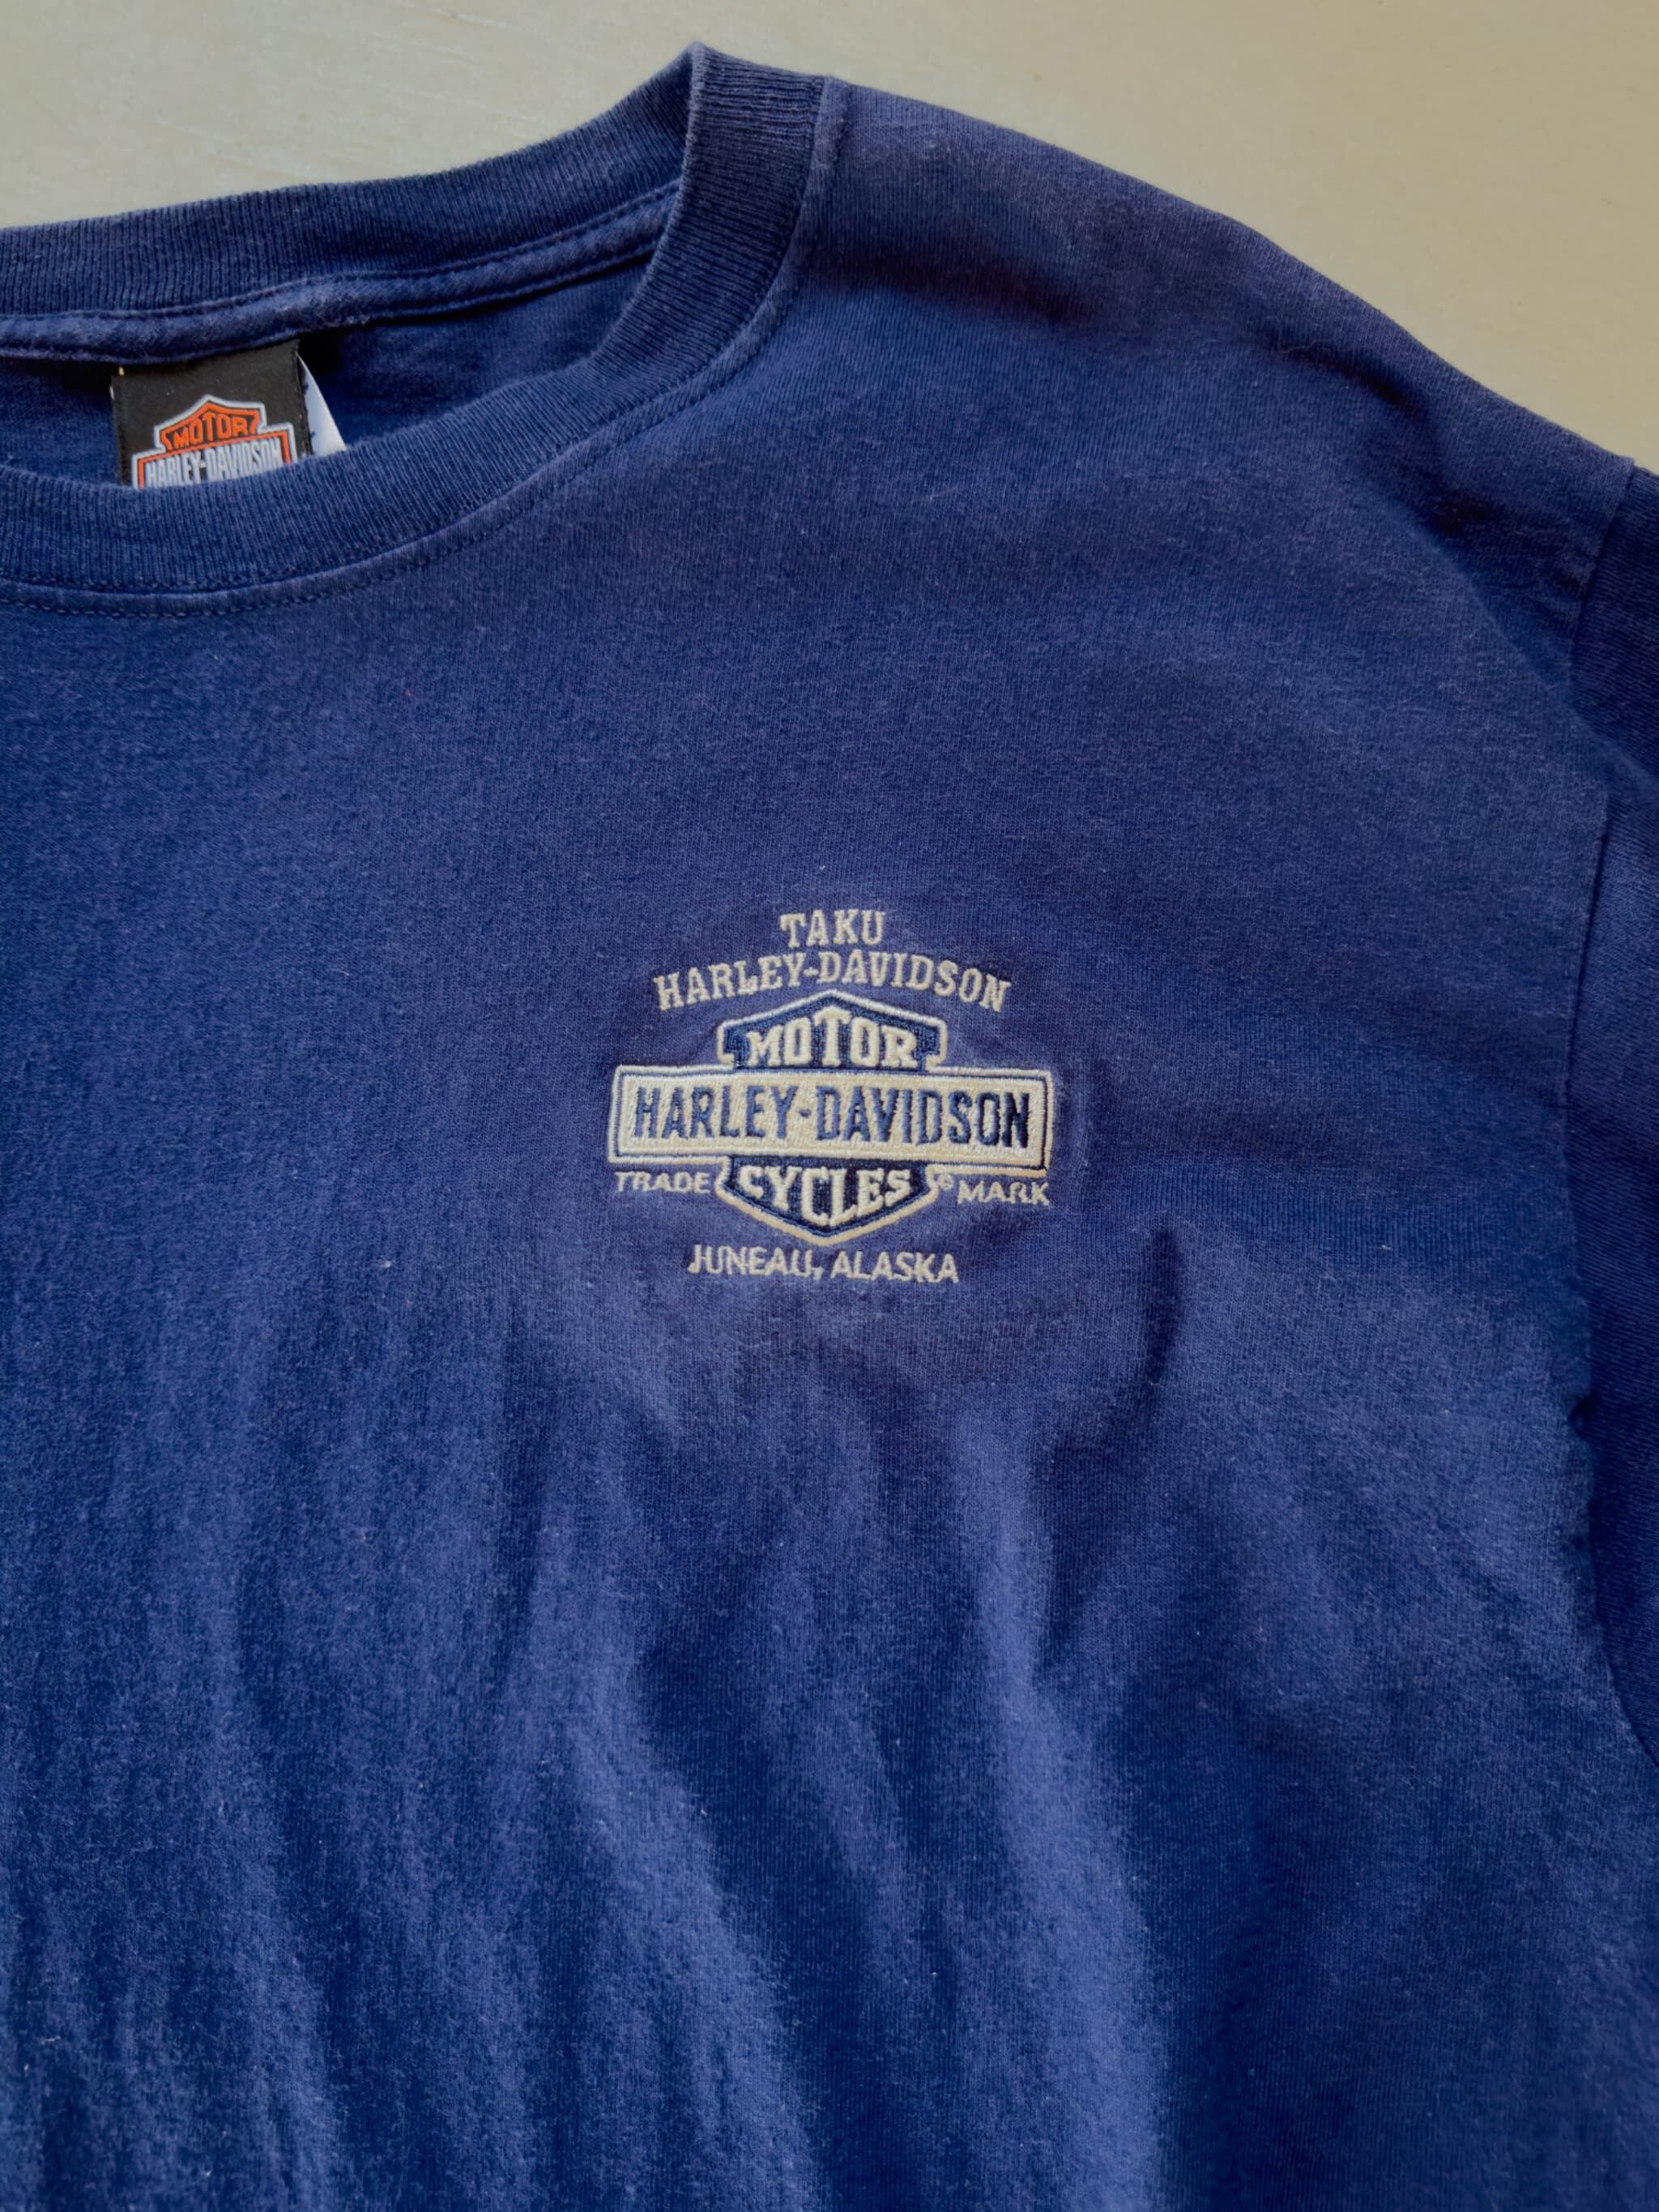 MOTOR
HARLEY-DAVIDSON
TAKU
HARLEY-DAVIDSON
MOTOR
HARLEY-DAVIDSON
TRADE CYCLES ® MARK
JUNEAU, ALASKA